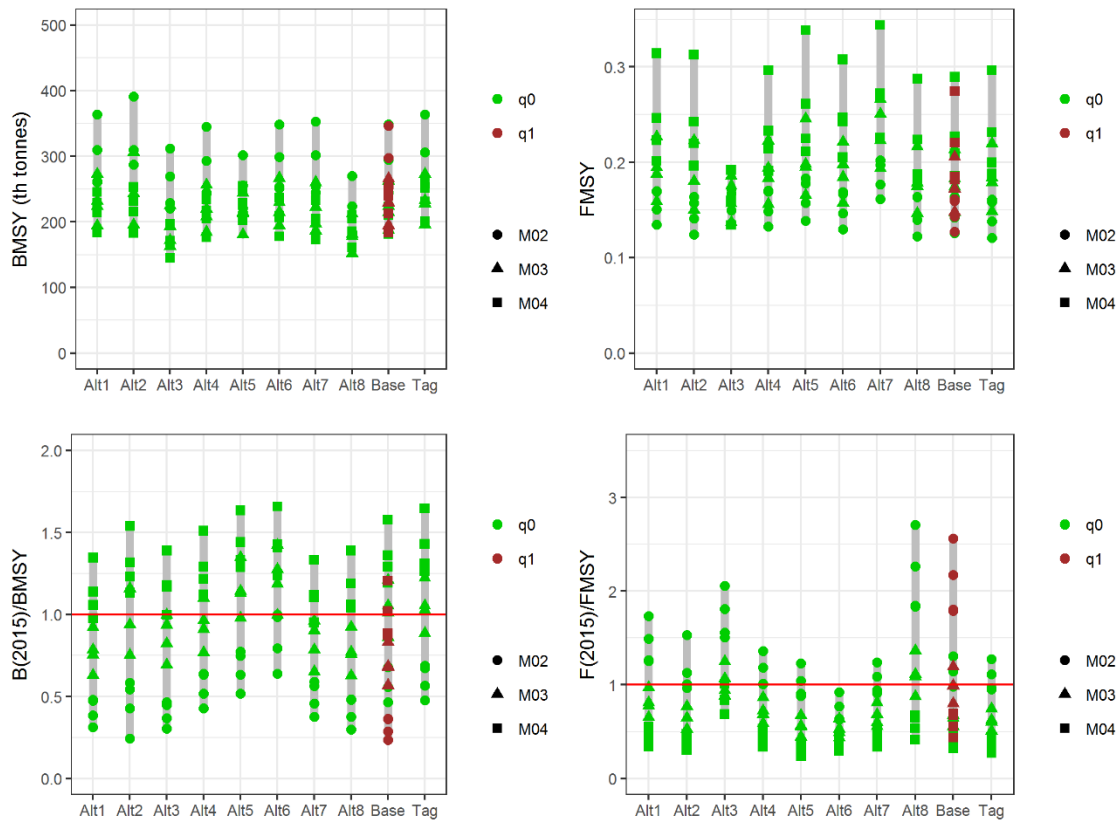 BMSY (th tonnes)
500
400
300
200
100
0
Alt1 Alt2 Alt3 Alt4 Alt5 Alt6 Alt7 Alt8 Base Tag
q0
q1
M02
M03
M04
FMSY
0.3
0.2
0.1
0.0
Alt1 Alt2 Alt3 Alt4 Alt5 Alt6 Alt7 Alt8 Base Tag
q0
q1
M02
M03
M04
B(2015)/BMSY
2.0
1.5
1.0
0.5
0.0
Alt1 Alt2 Alt3 Alt4 Alt5 Alt6 Alt7 Alt8 Base Tag
q0
q1
M02
M03
M04
F(2015)/FMSY
3
2
1
0
Alt1 Alt2 Alt3 Alt4 Alt5 Alt6 Alt7 Alt8 Base Tag
q0
q1
M02
M03
M04